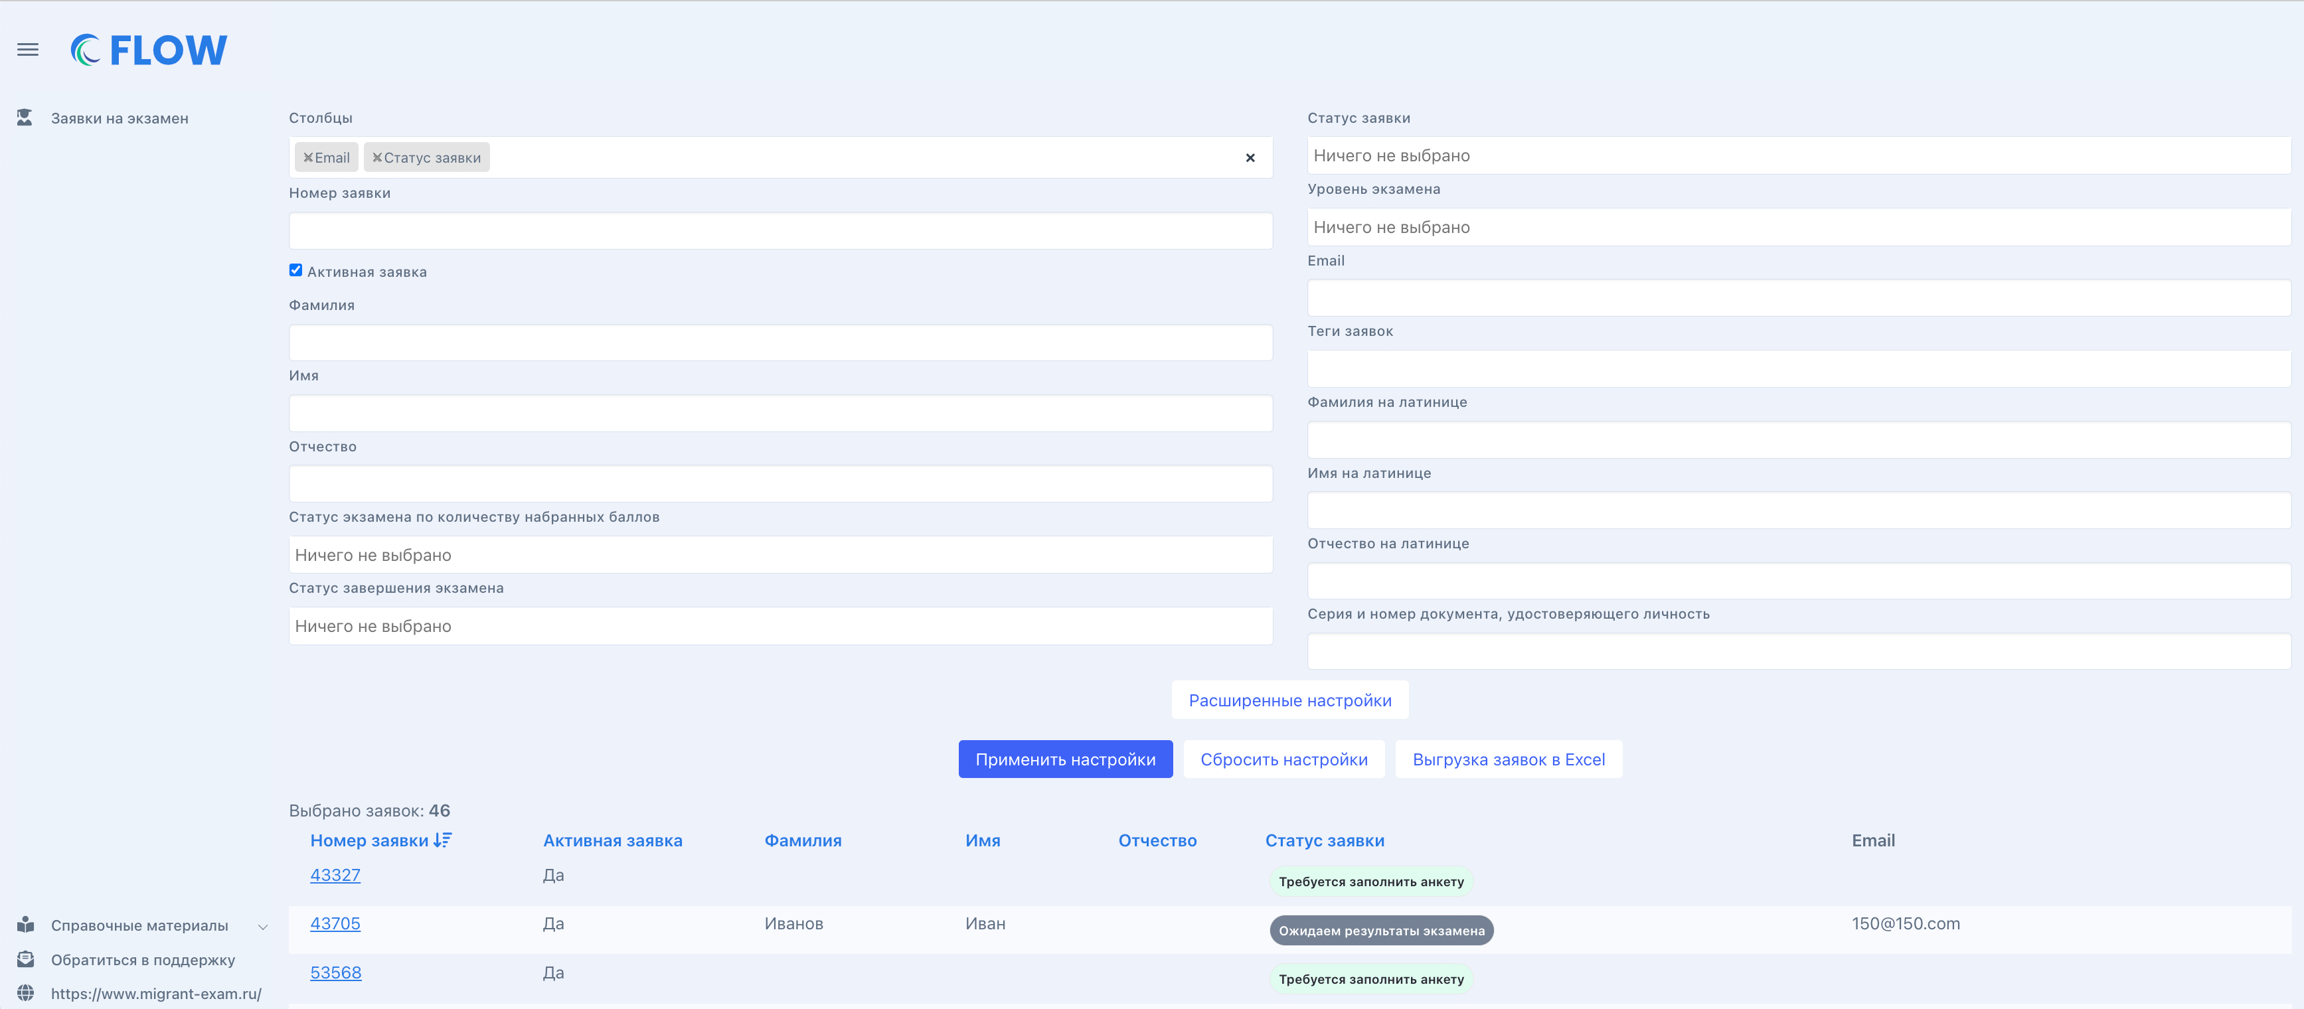 FLOW
Заявки на экзамен
Столбцы
×Email ×Статус заявки ×
Номер заявки
Активная заявка
Фамилия
Имя
Отчество
Статус экзамена по количеству набранных баллов
Ничего не выбрано
Статус завершения экзамена
Ничего не выбрано
Статус заявки
Ничего не выбрано
Уровень экзамена
Ничего не выбрано
Email
Теги заявок
Фамилия на латинице
Имя на латинице
Отчество на латинице
Серия и номер документа, удостоверяющего личность
Расширенные настройки
Применить настройки Сбросить настройки Выгрузка заявок в Excel
Выбрано заявок: 46
Номер заявки Активная заявка Фамилия Имя Отчество Статус заявки Email
43327 Да Требуется заполнить анкету
43705 Да Иванов Иван Ожидаем результаты экзамена 150@150.com
53568 Да Требуется заполнить анкету
Справочные материалы
Обратиться в поддержку
https://www.migrant-exam.ru/